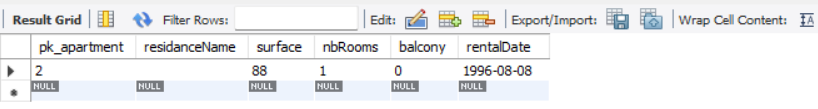 Result Grid Filter Rows: Edit: Export/Import: Wrap Cell Content: IA
pk_apartment residanceName surface nbRooms balcony rentalDate
2 88 1 0 1996-08-08
NULL NULL NULL NULL NULL NULL